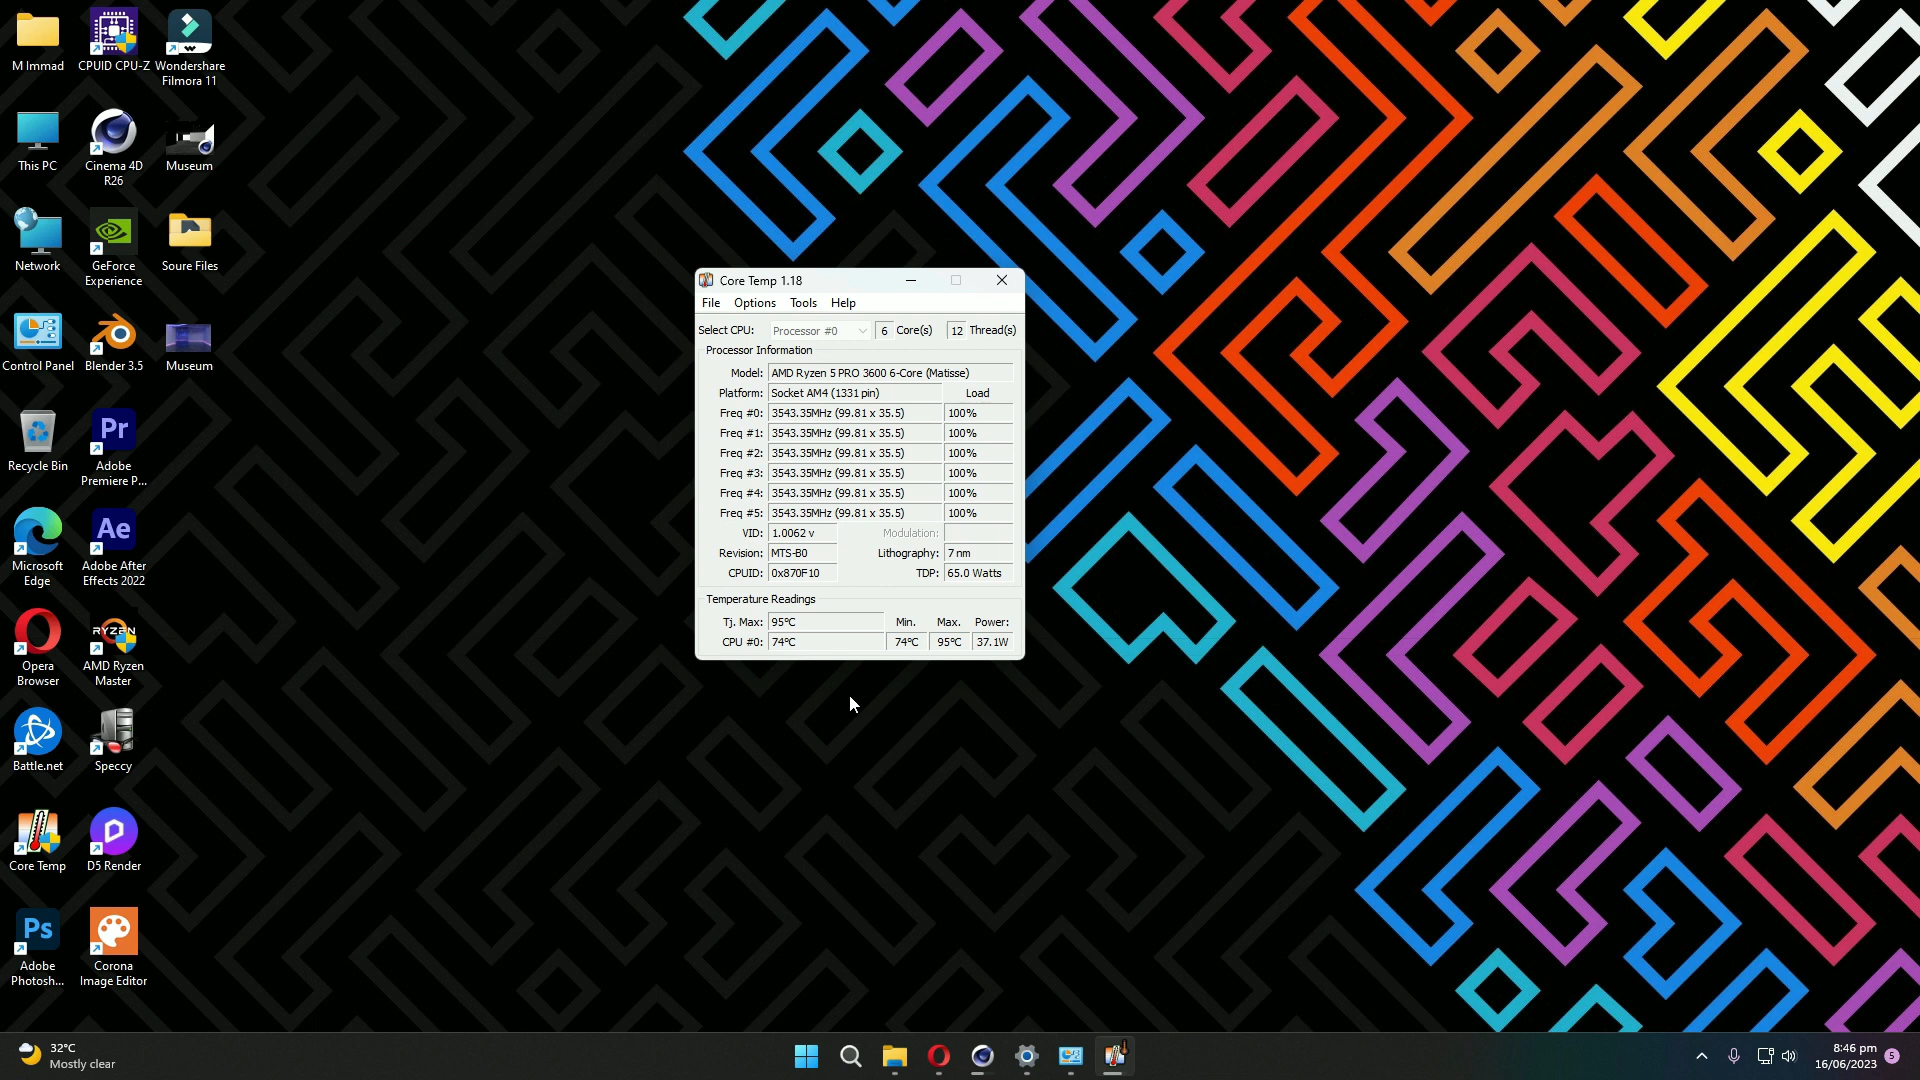 M Immad
CPUID CPU-Z
Wondershare
Filmora 11
This PC
Cinema 4D
R26
Museum
Network
GeForce
Experience
Soure Files
Control Panel
Blender 3.5
Museum
Recycle Bin
Pr
Adobe
Premiere P...
Microsoft
Edge
Ae
Adobe After
Effects 2022
Opera
Browser
RYZEN
AMD Ryzen
Master
Battle.net
Speccy
Core Temp
D5 Render
Ps
Adobe
Photosh...
Corona
Image Editor
Core Temp 1.18
File Options Tools Help
Select CPU: Processor #0 6 Core(s) 12 Thread(s)
Processor Information
Model: AMD Ryzen 5 PRO 3600 6-Core (Matisse)
Platform: Socket AM4 (1331 pin) Load
Freq #0: 3543.35MHz (99.81 x 35.5) 100%
Freq #1: 3543.35MHz (99.81 x 35.5) 100%
Freq #2: 3543.35MHz (99.81 x 35.5) 100%
Freq #3: 3543.35MHz (99.81 x 35.5) 100%
Freq #4: 3543.35MHz (99.81 x 35.5) 100%
Freq #5: 3543.35MHz (99.81 x 35.5) 100%
VID: 1.0062 v Modulation:
Revision: MTS-B0 Lithography: 7 nm
CPUID: 0x870F10 TDP: 65.0 Watts
Temperature Readings
Tj. Max: 95°C Min. Max. Power:
CPU #0: 74°C 74°C 95°C 37.1W
32°C
Mostly clear
8:46 pm
16/06/2023
5